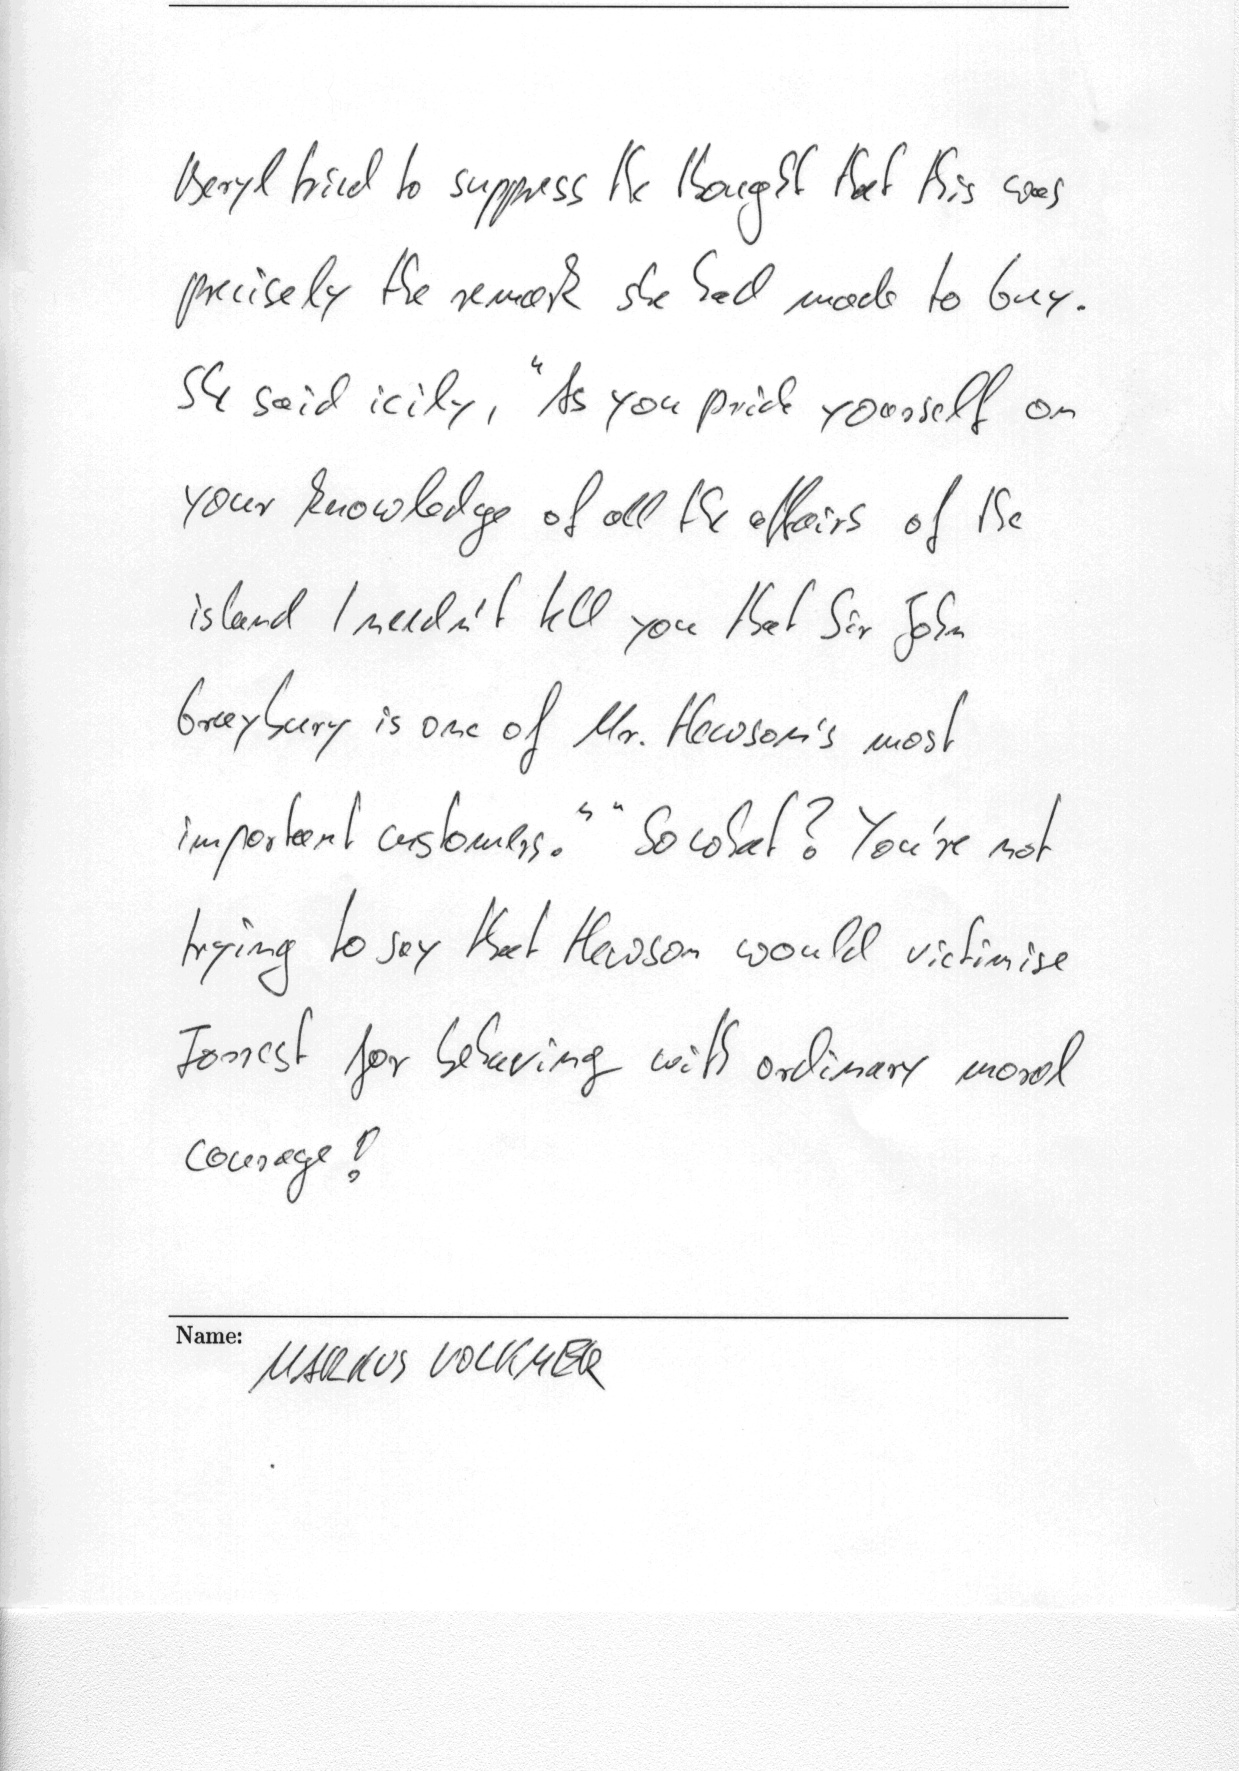 Beryl tried to suppress the thought that this was
precisely the remark she had made to Guy.
She said icily, "As you pride yourself on
your knowledge of all the affairs of the
island I needn't tell you that Sir John
Graybury is one of Mr. Hewson's most
important customers." "So what? You're not
trying to say that Hewson would victimise
Forrest for behaving with ordinary moral
courage?
Name:
MARKUS VOLKMER